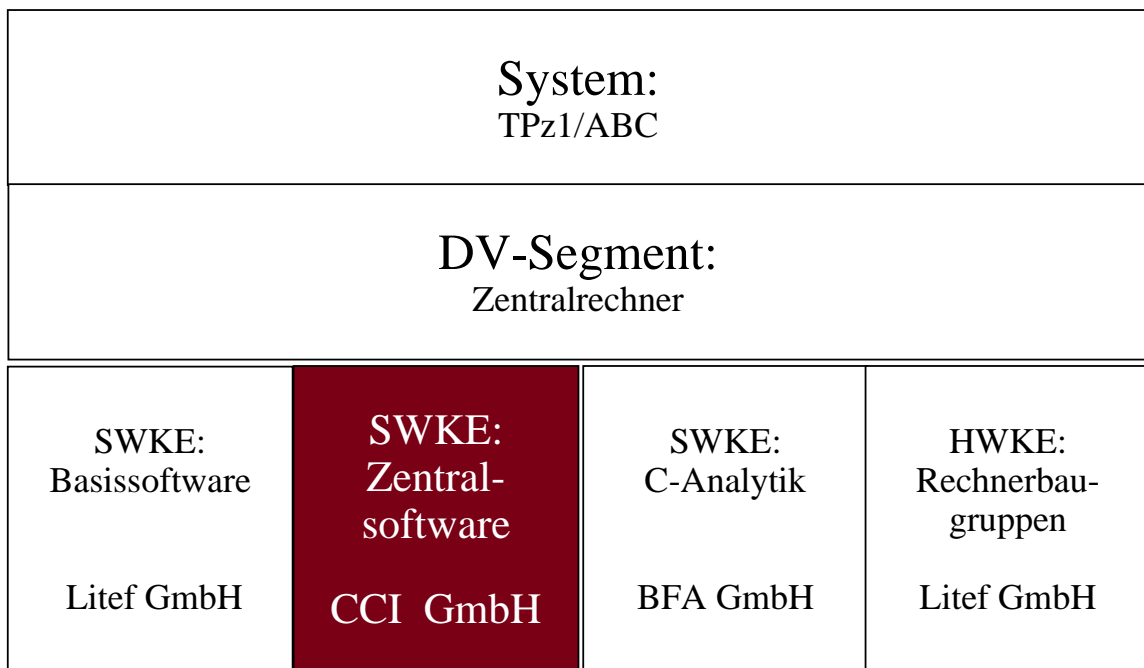 System:
TPz1/ABC
DV-Segment:
Zentralrechner
SWKE:
Basissoftware
Litef GmbH
SWKE:
Zentral-
software
CCI GmbH
SWKE:
C-Analytik
BFA GmbH
HWKE:
Rechnerbau-
gruppen
Litef GmbH